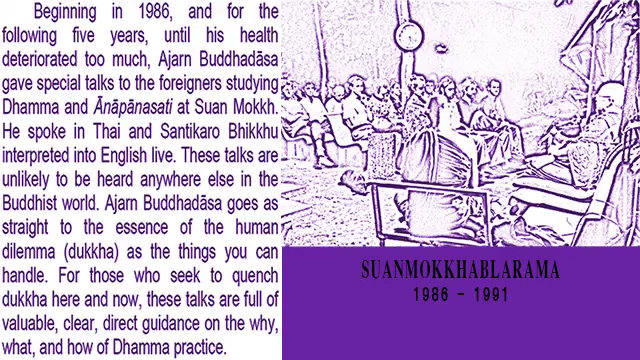 Beginning in 1986, and for the
following five years, until his health
deteriorated too much, Ajarn Buddhadāsa
gave special talks to the foreigners studying
Dhamma and Ānāpānasati at Suan Mokkh.
He spoke in Thai and Santikaro Bhikkhu
interpreted into English live. These talks are
unlikely to be heard anywhere else in the
Buddhist world. Ajarn Buddhadāsa goes as
straight to the essence of the human
dilemma (dukkha) as the things you can
handle. For those who seek to quench
dukkha here and now, these talks are full of
valuable, clear, direct guidance on the why,
what, and how of Dhamma practice.
SUANMOKKHABLARAMA
1986 - 1991